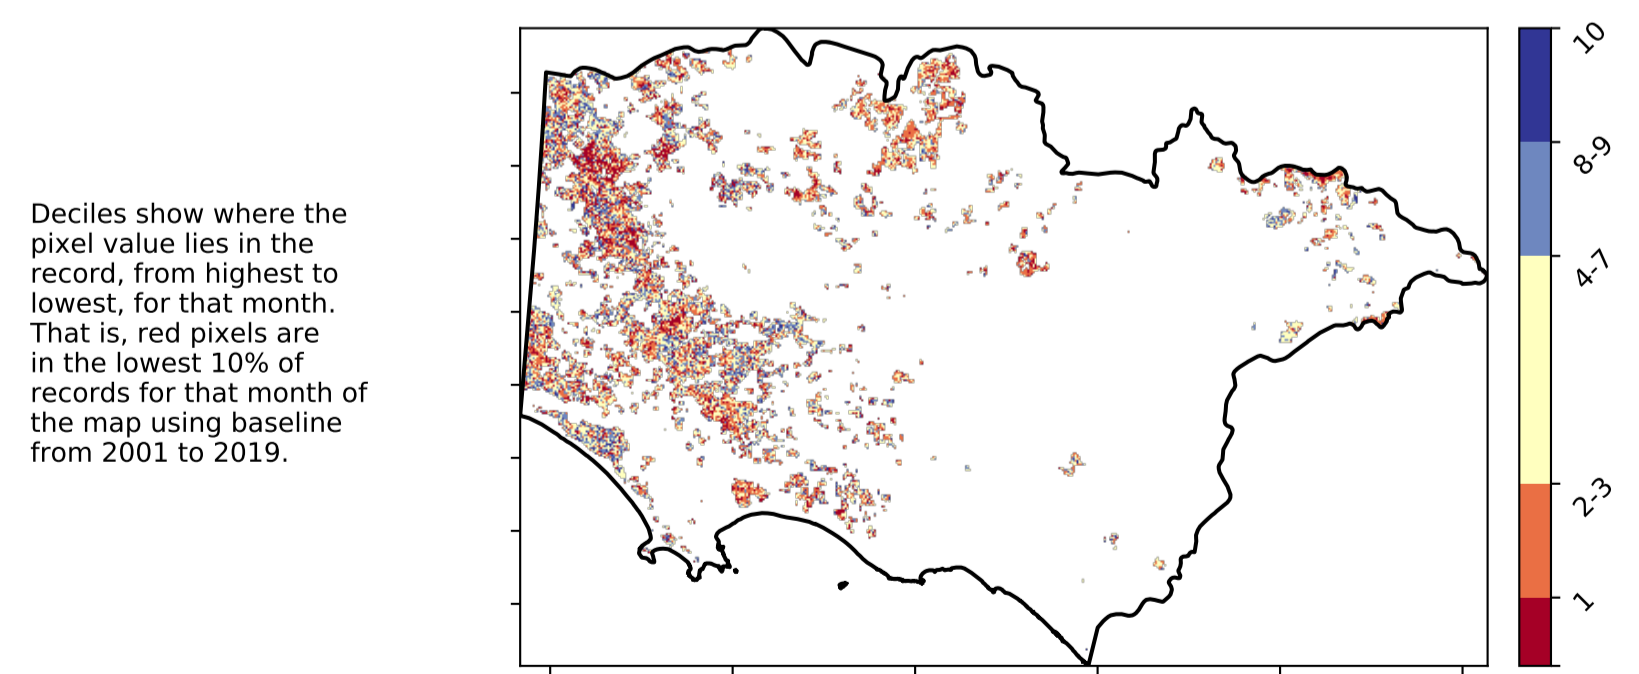 Deciles show where the
pixel value lies in the
record, from highest to
lowest, for that month.
That is, red pixels are
in the lowest 10% of
records for that month of
the map using baseline
from 2001 to 2019.
10
8-9
4-7
2-3
1